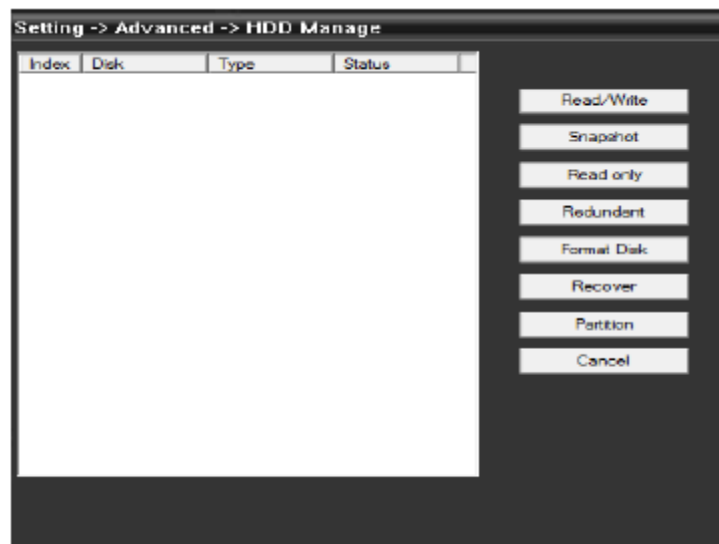 Setting -> Advanced -> HDD Manage
Index Disk Type Status
Read/Write
Snapshot
Read only
Redundant
Format Disk
Recover
Partition
Cancel